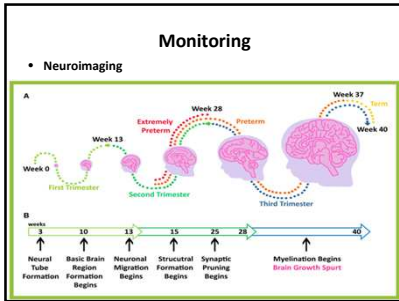 Monitoring
• Neuroimaging
A
Week 28
Week 37
Extremely
Preterm
Preterm
Term
Week 13
Week 40
Week 0
First Trimester
Second Trimester
Third Trimester
B
weeks
3 10 13 15 25 28 40
Neural
Tube
Formation
Basic Brain
Region
Formation
Begins
Neuronal
Migration
Begins
Strucutral
Formation
Begins
Synaptic
Pruning
Begins
Myelination Begins
Brain Growth Spurt